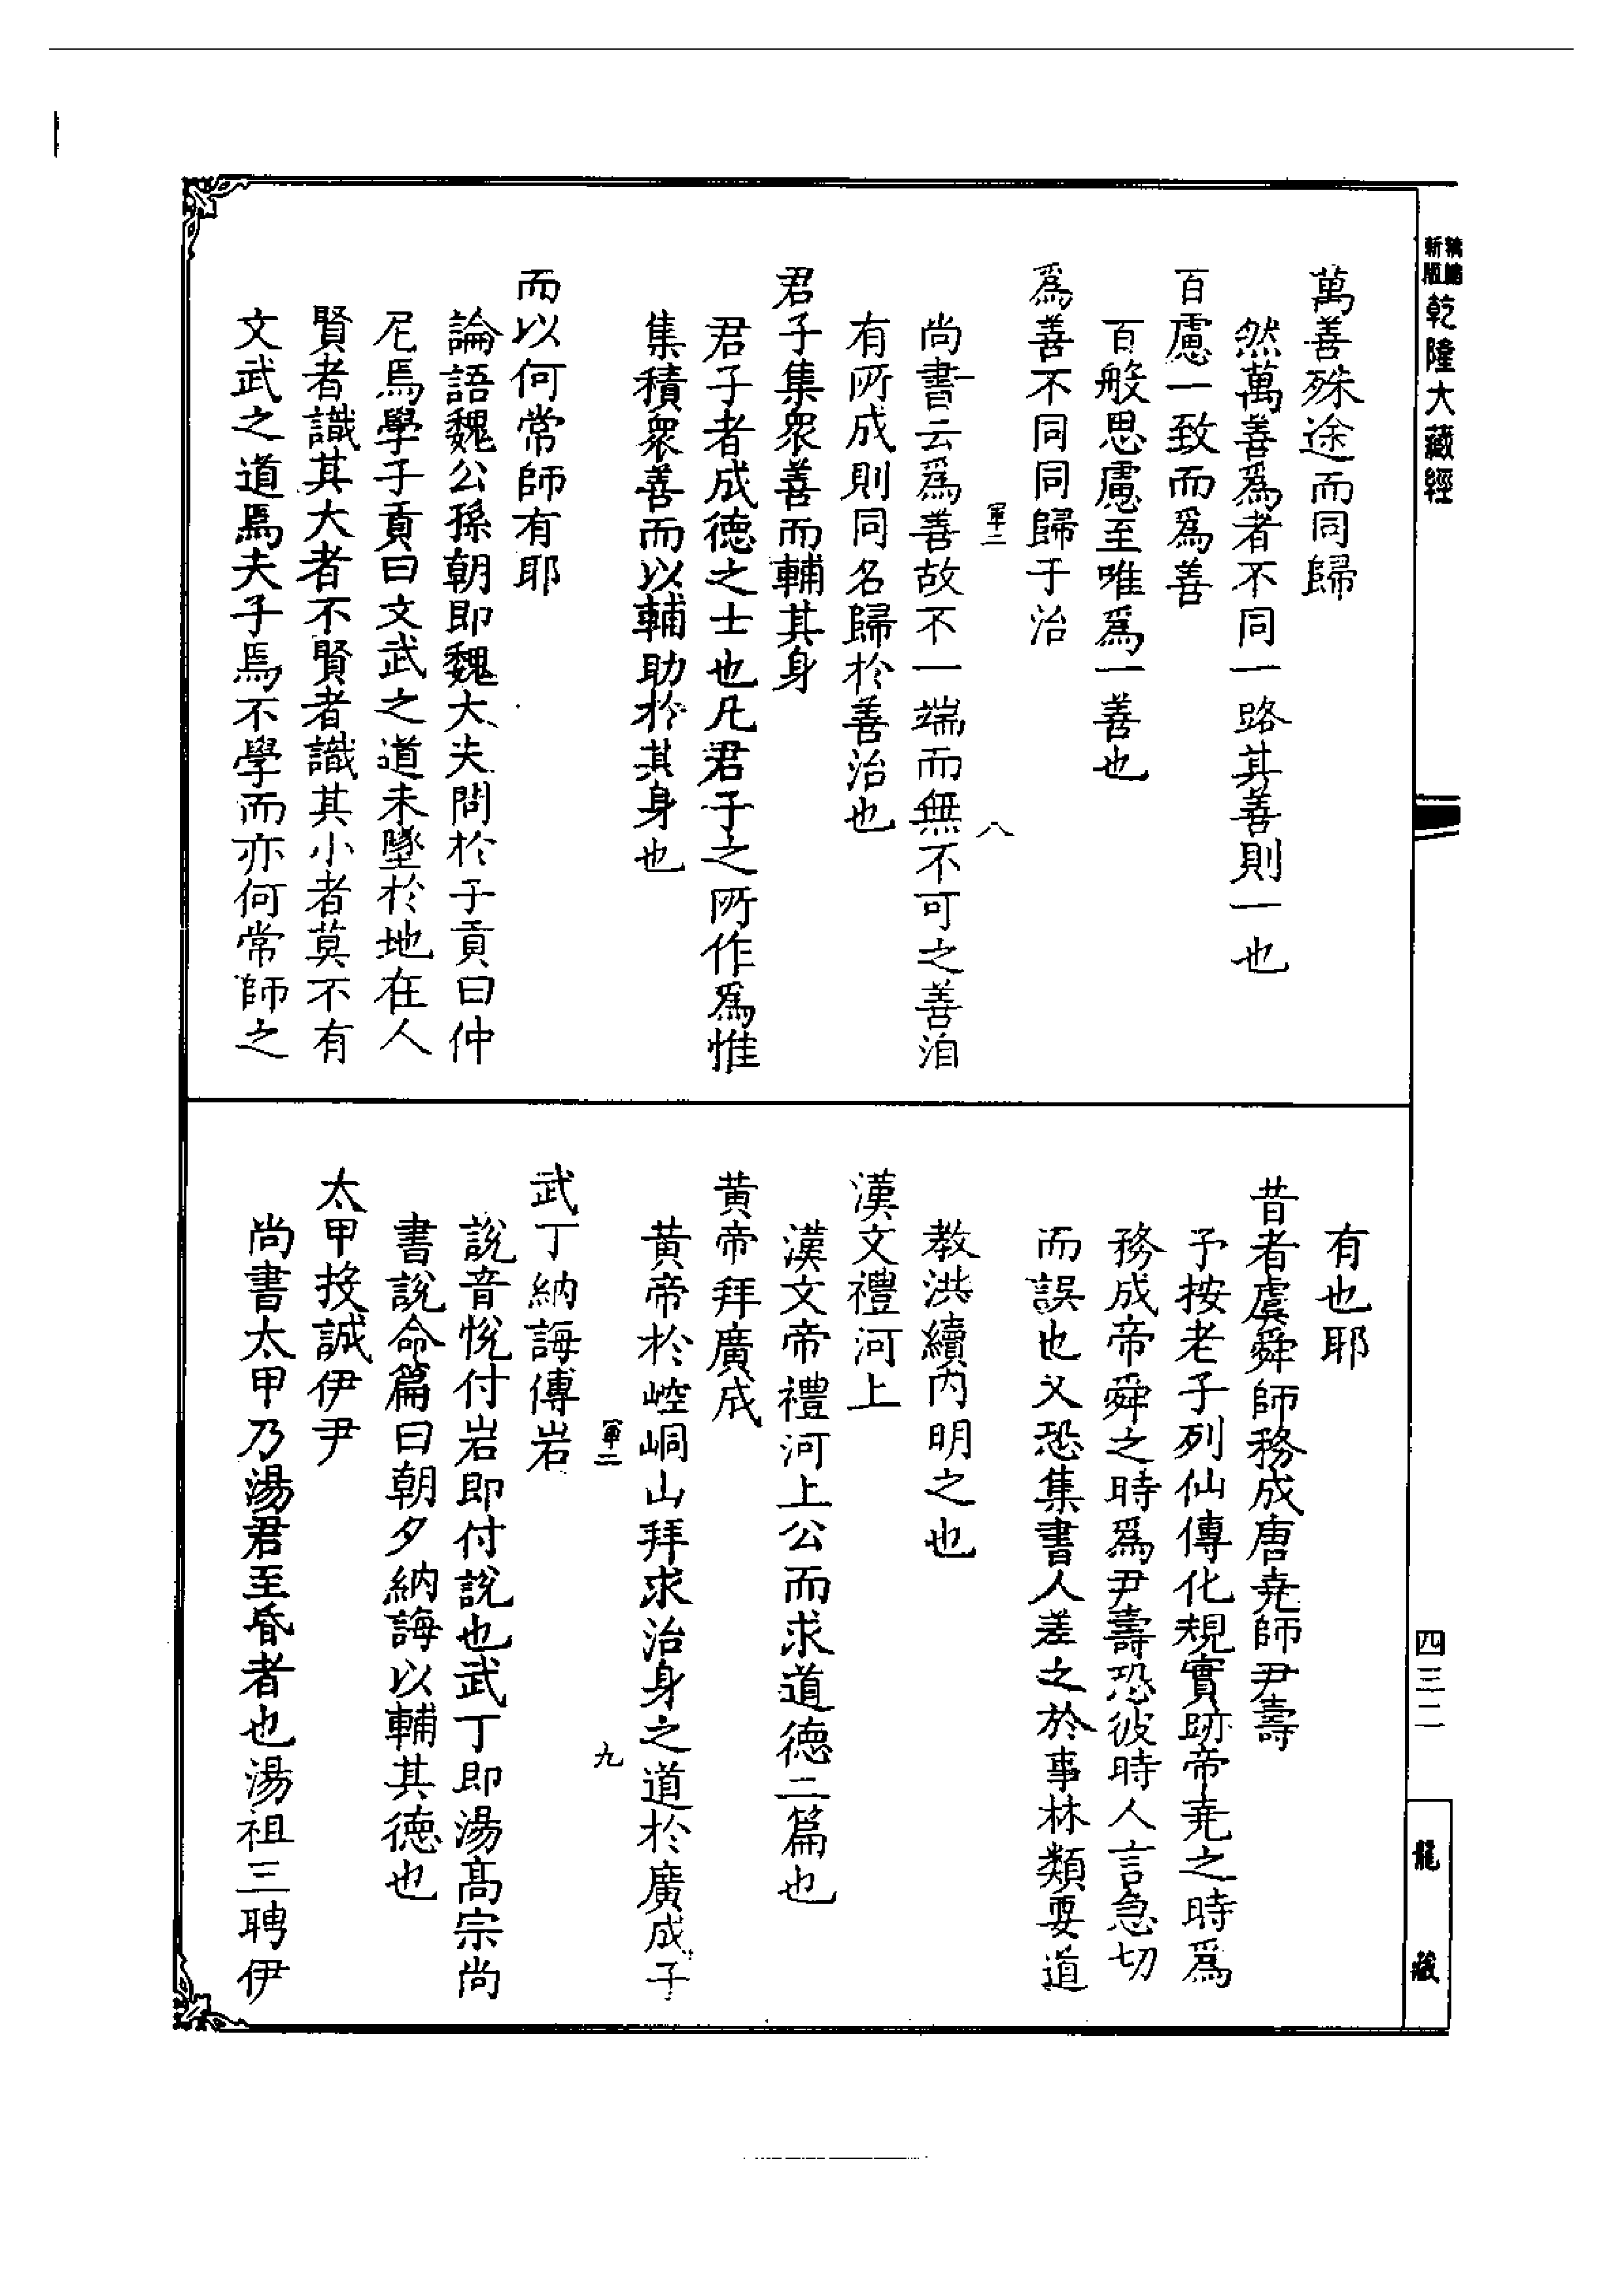 精編
新版
乾隆大藏經
萬善殊途而同歸
然萬善爲者不同一路其善則一也
百慮一致而爲善
百般思慮至唯爲一善也
爲善不同同歸于治
軍二
八
尚書云爲善故不一端而無不可之善洎
有所成則同名歸於善治也
君子集衆善而輔其身
君子者成德之士也凡君子之所作爲惟
集積衆善而以輔助於其身也
而以何常師有耶
論語魏公孫朝即魏大夫問於子貢曰仲
尼焉學子貢曰文武之道未墜於地在人
賢者識其大者不賢者識其小者莫不有
文武之道焉夫子焉不學而亦何常師之
有也耶
昔者虞舜師務成唐堯師尹壽
予按老子列仙傳化規實跡帝堯之時爲
務成帝舜之時爲尹壽恐彼時人言急切
而誤也又恐集書人差之於事林類要道
教洪續内明之也
漢文禮河上
漢文帝禮河上公而求道德二篇也
黄帝拜廣成
黄帝於崆峒山拜求治身之道於廣成子
軍二
九
武丁納誨傅岩
說音悅付岩即付說也武丁即湯髙宗尚
書說命篇曰朝夕納誨以輔其德也
太甲投誠伊尹
尚書太甲乃湯君至昏者也湯祖三聘伊
四三二
龍藏